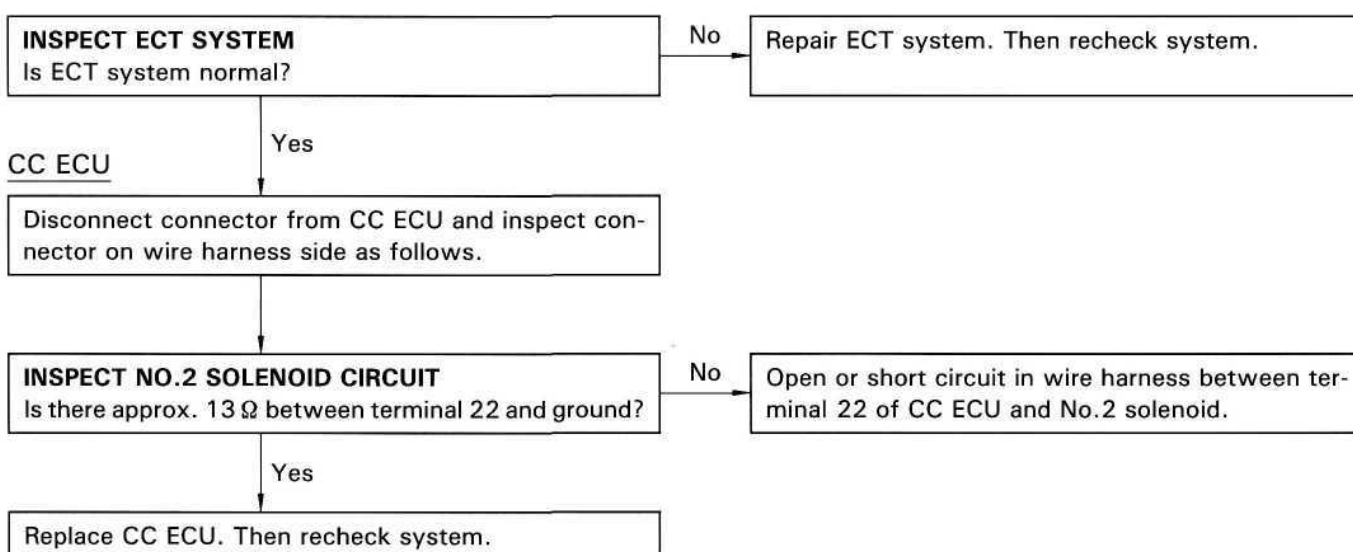 INSPECT ECT SYSTEM
Is ECT system normal?
No
Repair ECT system. Then recheck system.
Yes
CC ECU
Disconnect connector from CC ECU and inspect con-
nector on wire harness side as follows.
INSPECT NO.2 SOLENOID CIRCUIT
Is there approx. 13 Ω between terminal 22 and ground?
No
Open or short circuit in wire harness between ter-
minal 22 of CC ECU and No.2 solenoid.
Yes
Replace CC ECU. Then recheck system.